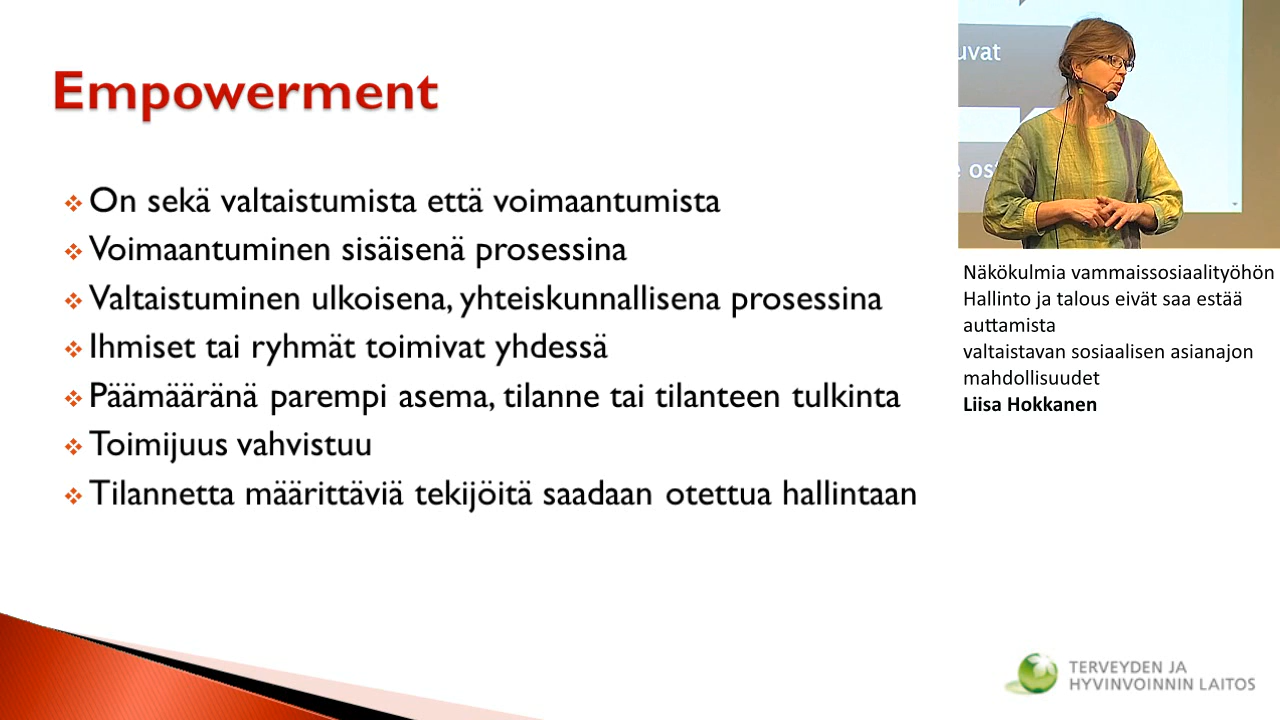 Empowerment
On sekä valtaistumista että voimaantumista
Voimaantuminen sisäisenä prosessina
Valtaistuminen ulkoisena, yhteiskunnallisena prosessina
Ihmiset tai ryhmät toimivat yhdessä
Päämääränä parempi asema, tilanne tai tilanteen tulkinta
Toimijuus vahvistuu
Tilannetta määrittäviä tekijöitä saadaan otettua hallintaan
Näkökulmia vammaissosiaalityöhön
Hallinto ja talous eivät saa estää
auttamista
valtaistavan sosiaalisen asianajon
mahdollisuudet
Liisa Hokkanen
TERVEYDEN JA
HYVINVOINNIN LAITOS